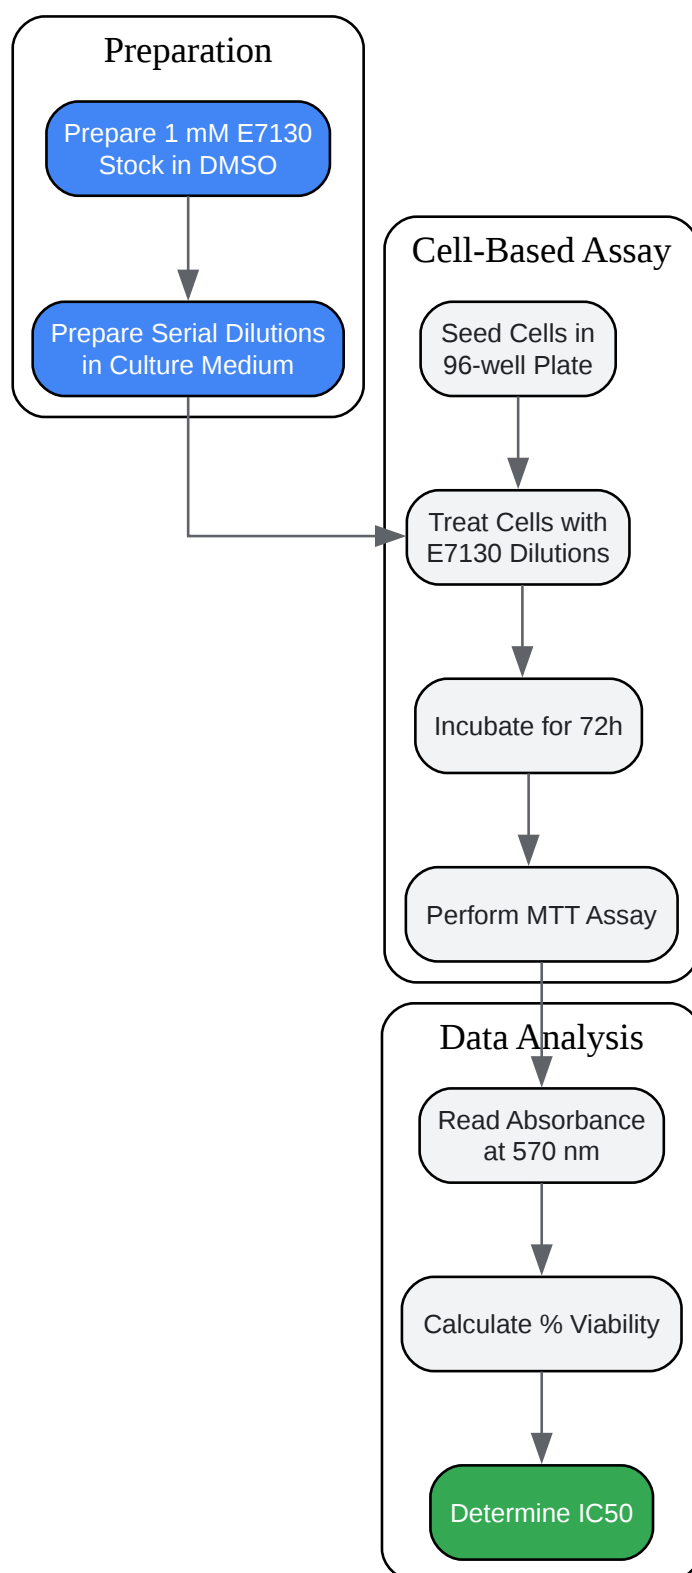 Preparation
Prepare 1 mM E7130
Stock in DMSO
Prepare Serial Dilutions
in Culture Medium
Cell-Based Assay
Seed Cells in
96-well Plate
Treat Cells with
E7130 Dilutions
Incubate for 72h
Perform MTT Assay
Data Analysis
Read Absorbance
at 570 nm
Calculate % Viability
Determine IC50